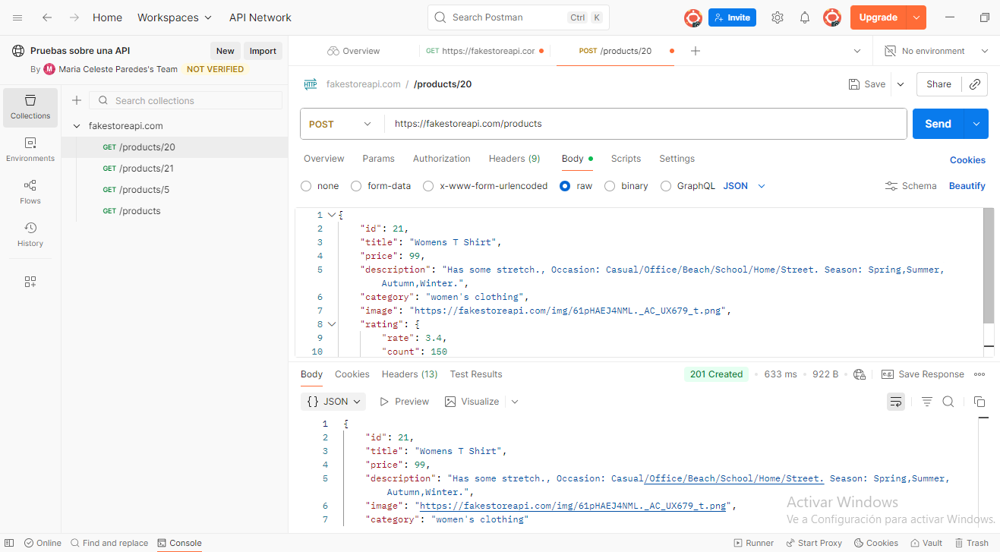 Home Workspaces API Network Search Postman Ctrl K Invite Upgrade
Pruebas sobre una API New Import
By M Maria Celeste Paredes's Team NOT VERIFIED
Overview GET https://fakestoreapi.cor POST /products/20 No environment
HTTP fakestoreapi.com / /products/20 Save Share
Collections
Environments
Flows
History
Search collections
fakestoreapi.com
GET /products/20
GET /products/21
GET /products/5
GET /products
POST https://fakestoreapi.com/products Send
Overview Params Authorization Headers (9) Body Scripts Settings Cookies
none form-data x-www-form-urlencoded raw binary GraphQL JSON Schema Beautify
1 {
2 "id": 21,
3 "title": "Womens T Shirt",
4 "price": 99,
5 "description": "Has some stretch., Occasion: Casual/Office/Beach/School/Home/Street. Season: Spring,Summer,
Autumn,Winter.",
6 "category": "women's clothing",
7 "image": "https://fakestoreapi.com/img/61pHAEJ4NML._AC_UX679_t.png",
8 "rating": {
9 "rate": 3.4,
10 "count": 150
Body Cookies Headers (13) Test Results 201 Created 633 ms 922 B e.g. Save Response
{} JSON Preview Visualize
1 {
2 "id": 21,
3 "title": "Womens T Shirt",
4 "price": 99,
5 "description": "Has some stretch., Occasion: Casual/Office/Beach/School/Home/Street. Season: Spring,Summer,
Autumn,Winter.",
6 "image": "https://fakestoreapi.com/img/61pHAEJ4NML._AC_UX679_t.png",
7 "category": "women's clothing"
Activar Windows
Ve a Configuración para activar Windows.
Online Find and replace Console Runner Start Proxy Cookies Vault Trash